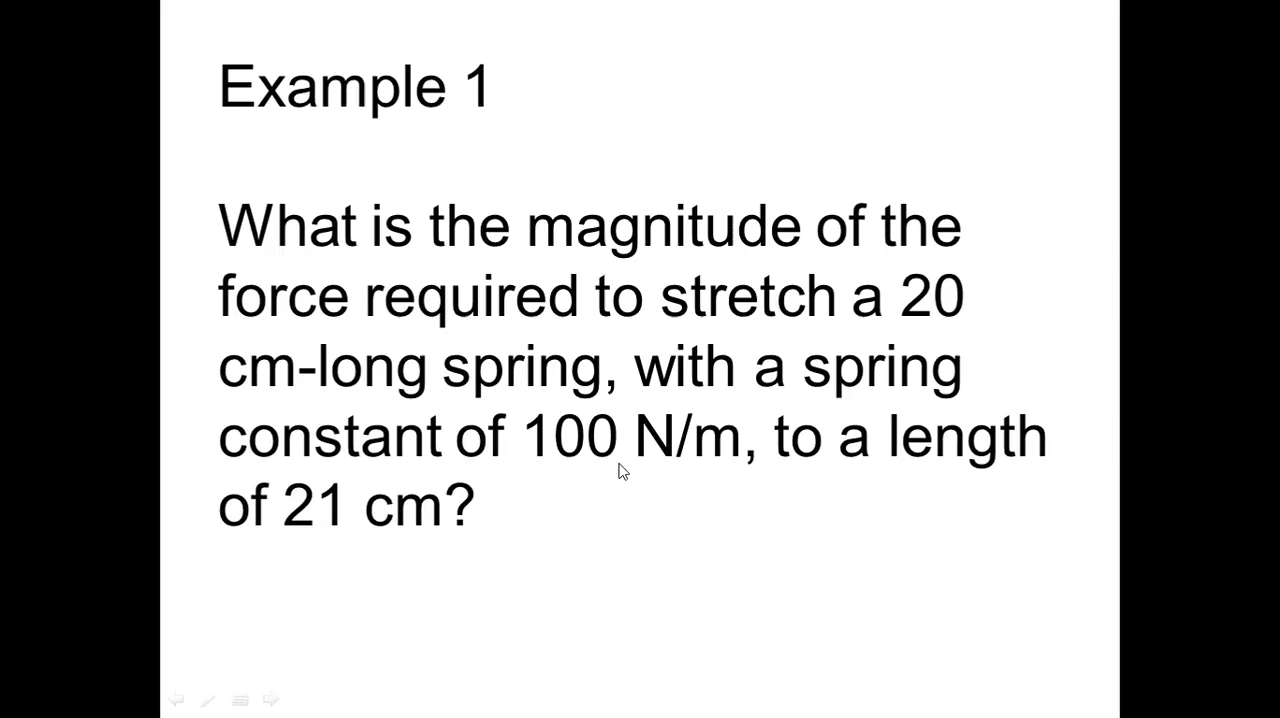 Example 1
What is the magnitude of the
force required to stretch a 20
cm-long spring, with a spring
constant of 100 N/m, to a length
of 21 cm?